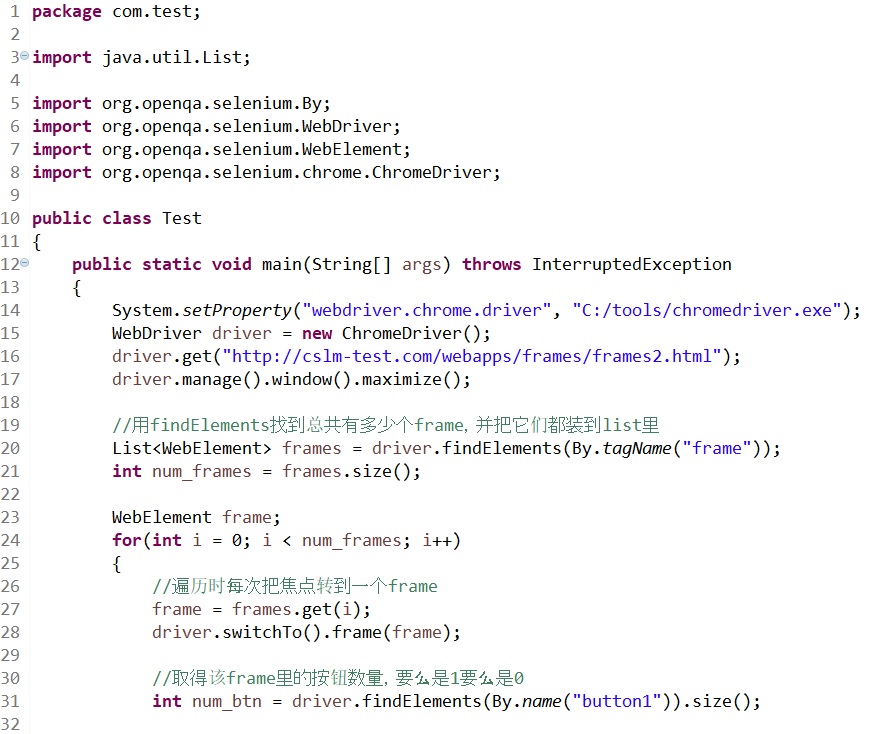 1 package com.test;
2
3 import java.util.List;
4
5 import org.openqa.selenium.By;
6 import org.openqa.selenium.WebDriver;
7 import org.openqa.selenium.WebElement;
8 import org.openqa.selenium.chrome.ChromeDriver;
9
10 public class Test
11 {
12     public static void main(String[] args) throws InterruptedException
13     {
14         System.setProperty("webdriver.chrome.driver", "C:/tools/chromedriver.exe");
15         WebDriver driver = new ChromeDriver();
16         driver.get("http://cslm-test.com/webapps/frames/frames2.html");
17         driver.manage().window().maximize();
18
19         //用findElements找到总共有多少个frame, 并把它们都装到list里
20         List<WebElement> frames = driver.findElements(By.tagName("frame"));
21         int num_frames = frames.size();
22
23         WebElement frame;
24         for(int i = 0; i < num_frames; i++)
25         {
26             //遍历时每次把焦点转到一个frame
27             frame = frames.get(i);
28             driver.switchTo().frame(frame);
29
30             //取得该frame里的按钮数量, 要么是1要么是0
31             int num_btn = driver.findElements(By.name("button1")).size();
32